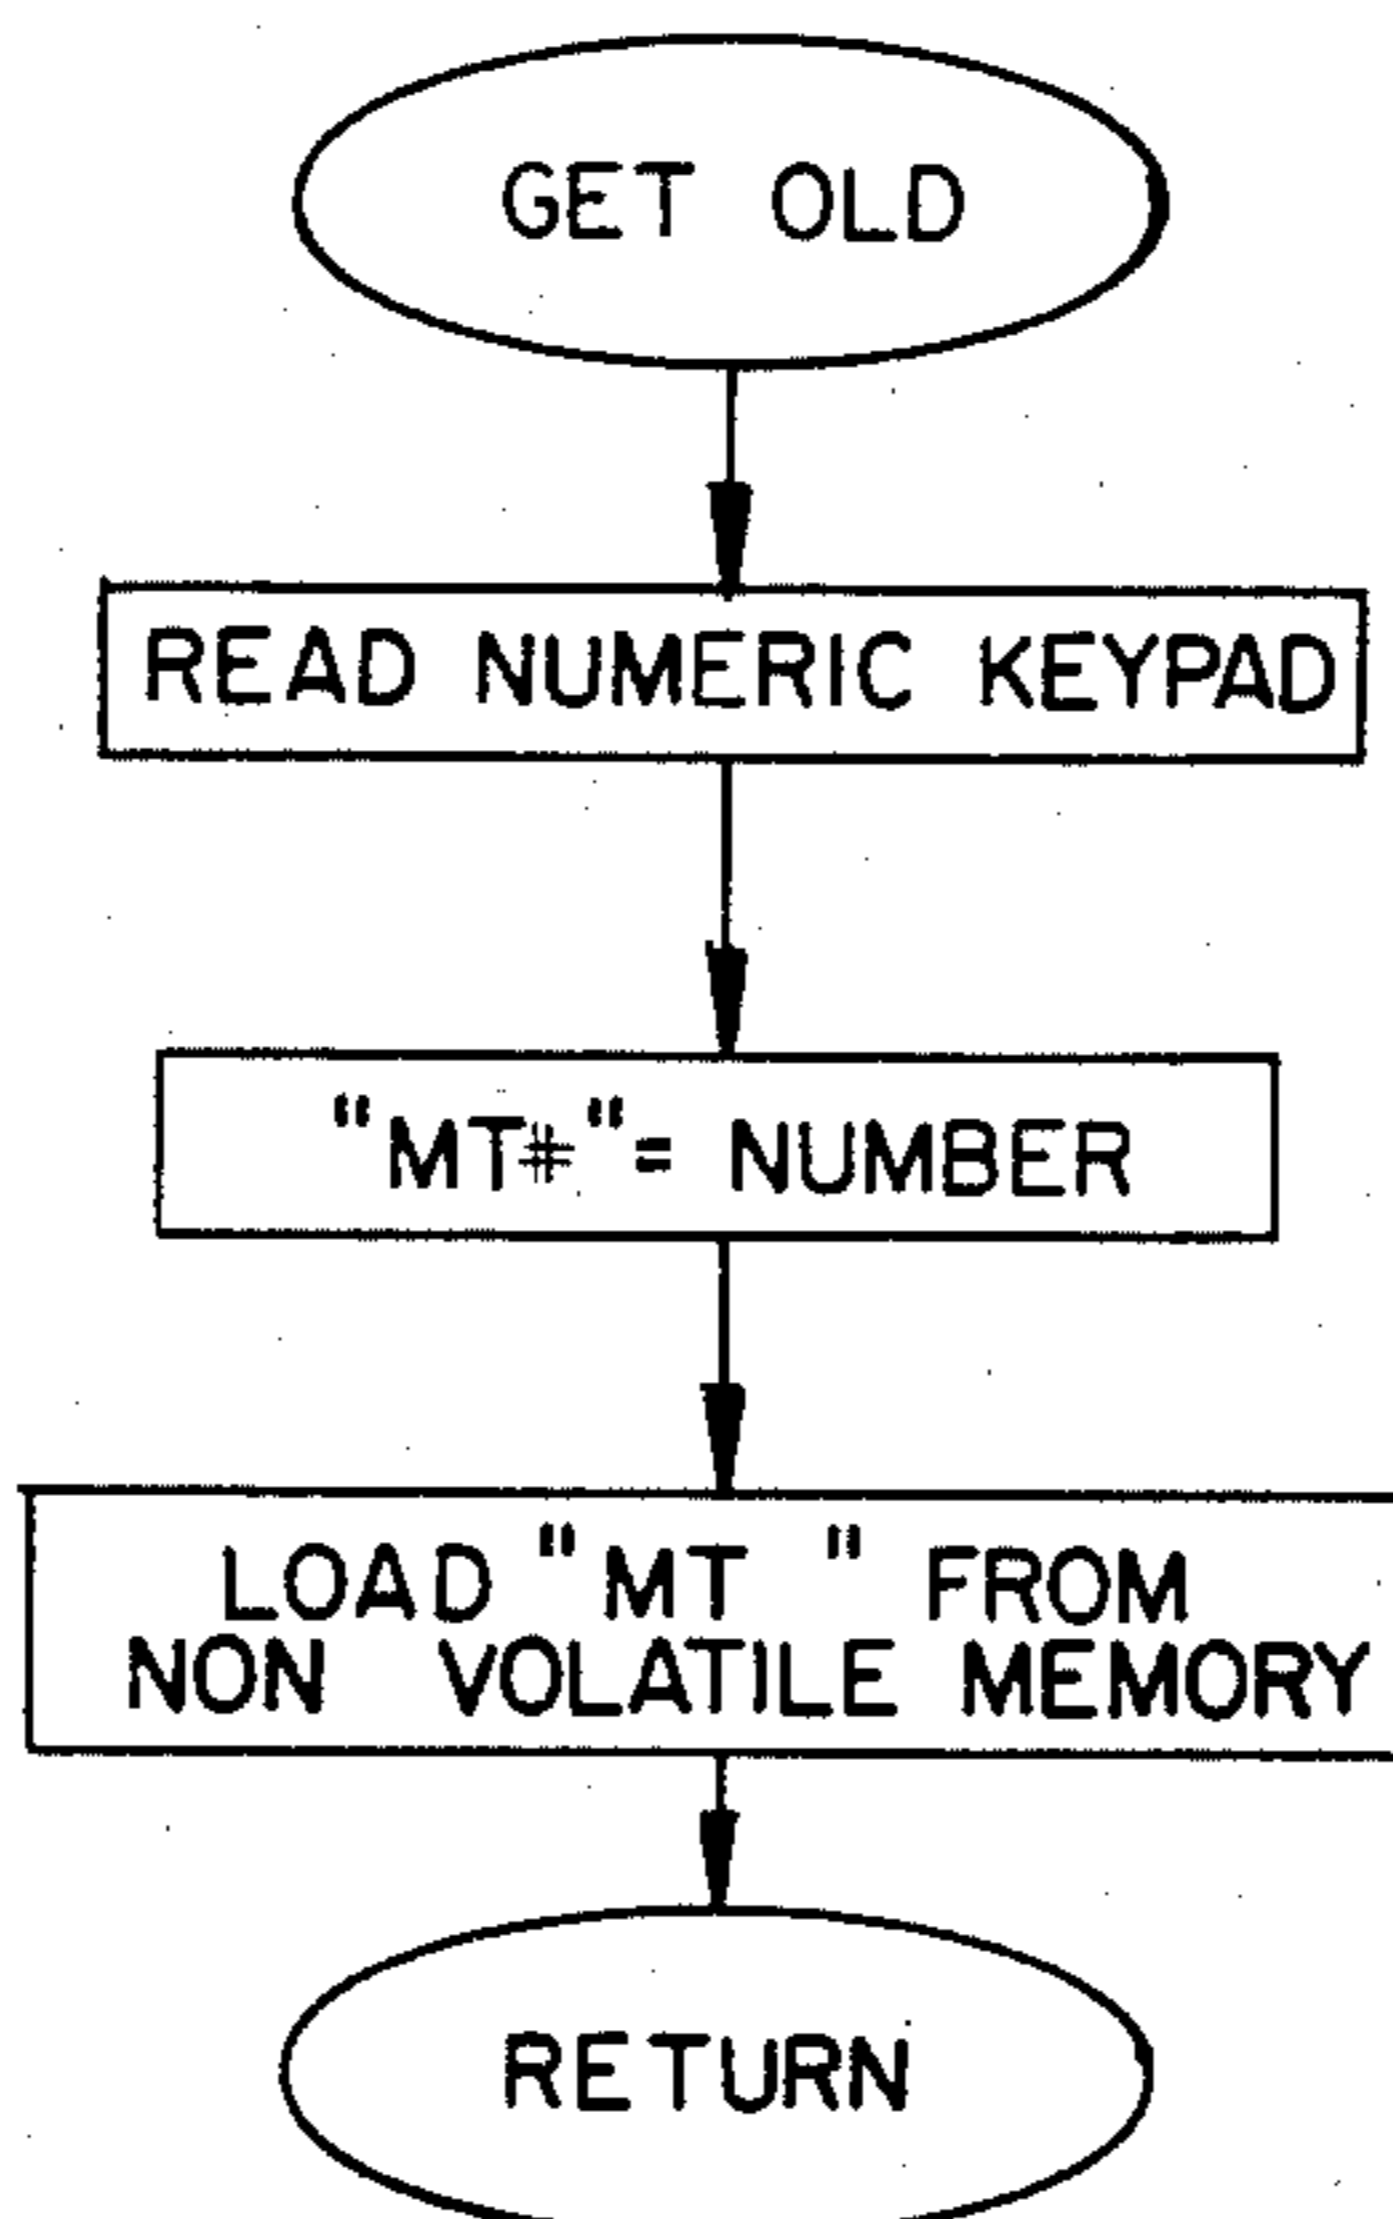 GET OLD
READ NUMERIC KEYPAD
"MT#"= NUMBER
LOAD "MT " FROM
NON VOLATILE MEMORY
RETURN